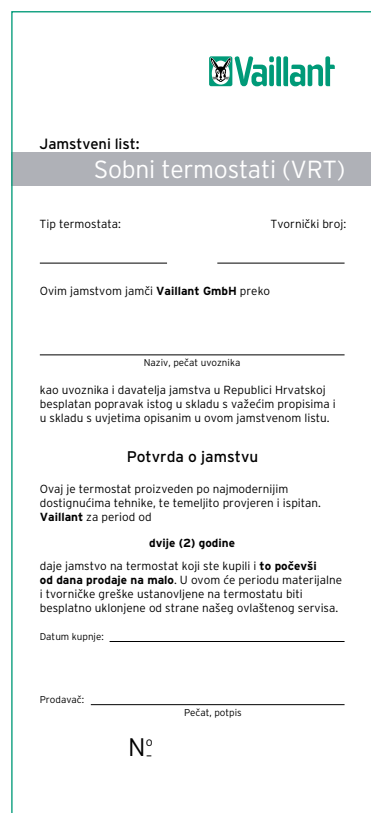 Vaillant
Jamstveni list:
Sobni termostati (VRT)
Tip termostata: Tvornički broj:
Ovim jamstvom jamči Vaillant GmbH preko
Naziv, pečat uvoznika
kao uvoznika i davatelja jamstva u Republici Hrvatskoj
besplatan popravak istog u skladu s važećim propisima i
u skladu s uvjetima opisanim u ovom jamstvenom listu.
Potvrda o jamstvu
Ovaj je termostat proizveden po najmodernijim
dostignućima tehnike, te temeljito provjeren i ispitan.
Vaillant za period od
dvije (2) godine
daje jamstvo na termostat koji ste kupili i to počevši
od dana prodaje na malo. U ovom će periodu materijalne
i tvorničke greške ustanovljene na termostatu biti
besplatno uklonjene od strane našeg ovlaštenog servisa.
Datum kupnje:
Prodavač:
Pečat, potpis
Nº